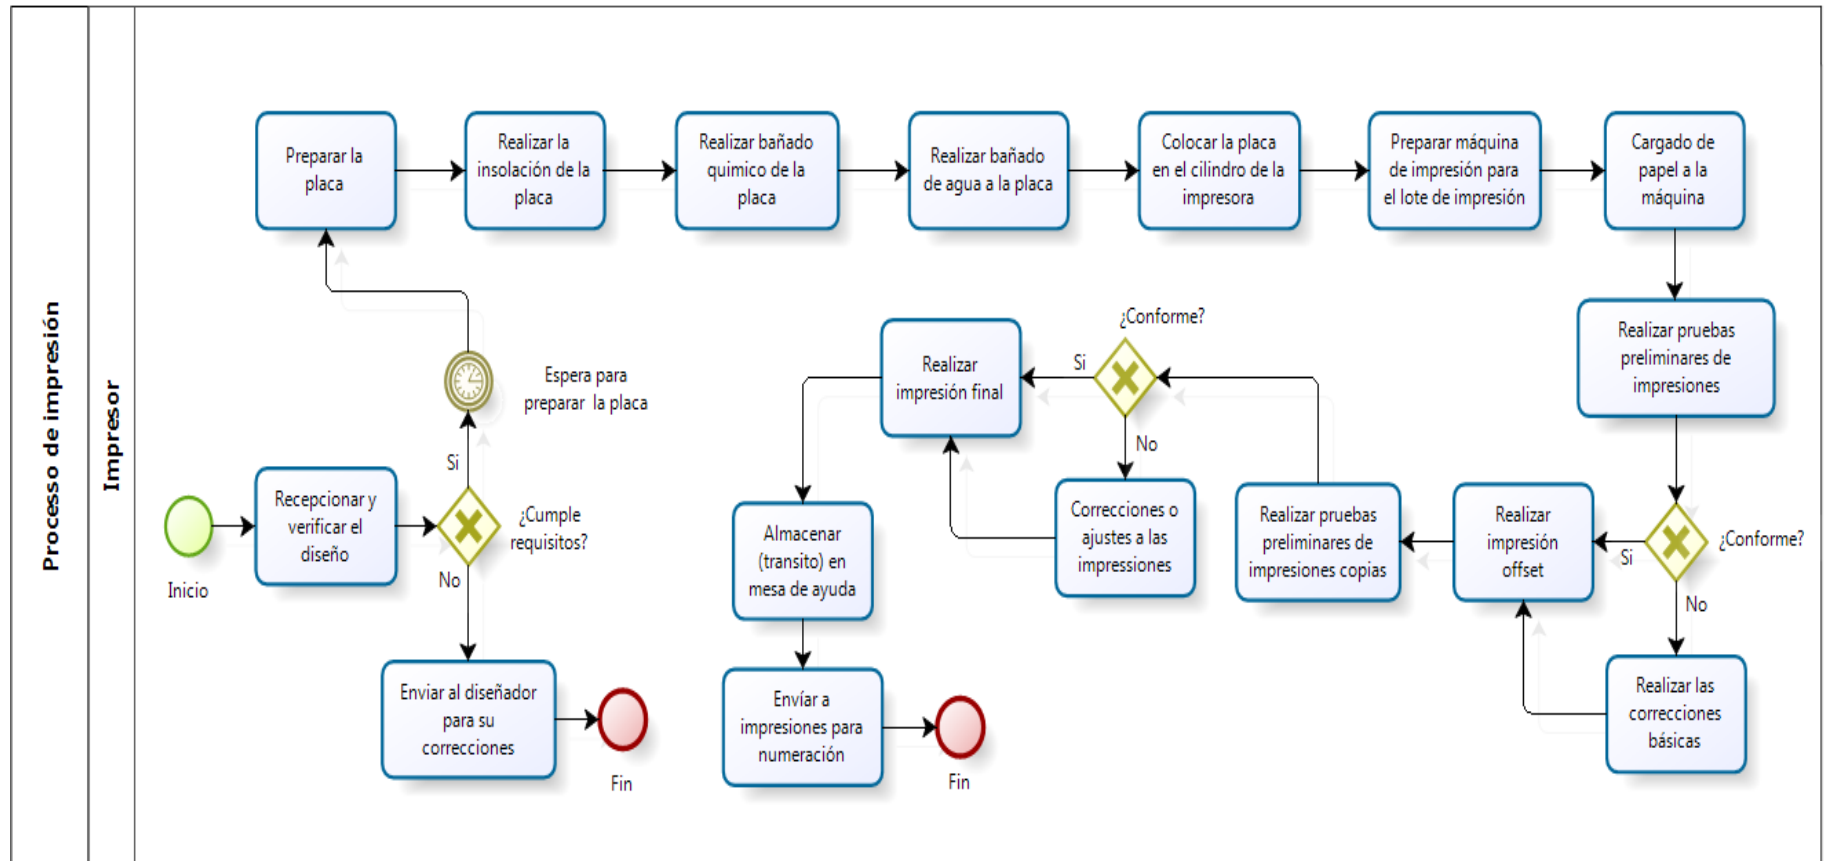 Processo de impresión
Impresor
Inicio
Recepcionar y
verificar el
diseño
¿Cumple
requisitos?
Si
No
Espera para
preparar la placa
Enviar al diseñador
para su
correcciones
Fin
Preparar la
placa
Realizar la
insolación de la
placa
Realizar bañado
quimico de la
placa
Realizar bañado
de agua a la placa
Colocar la placa
en el cilindro de la
impresora
Preparar máquina
de impresión para
el lote de impresión
Cargado de
papel a la
máquina
Realizar pruebas
preliminares de
impresiones
¿Conforme?
Si
No
Realizar las
correcciones
básicas
Realizar
impresión
offset
Realizar pruebas
preliminares de
impresiones copias
¿Conforme?
Si
No
Correcciones o
ajustes a las
impressiones
Realizar
impresión final
Almacenar
(transito) en
mesa de ayuda
Envíar a
impresiones para
numeración
Fin